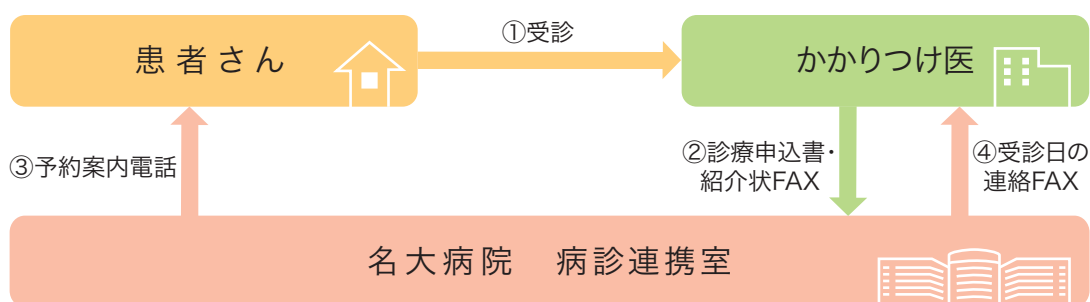 ①受診
患者さん
かかりつけ医
③予約案内電話
②診療申込書・
紹介状FAX
④受診日の
連絡FAX
名大病院　病診連携室